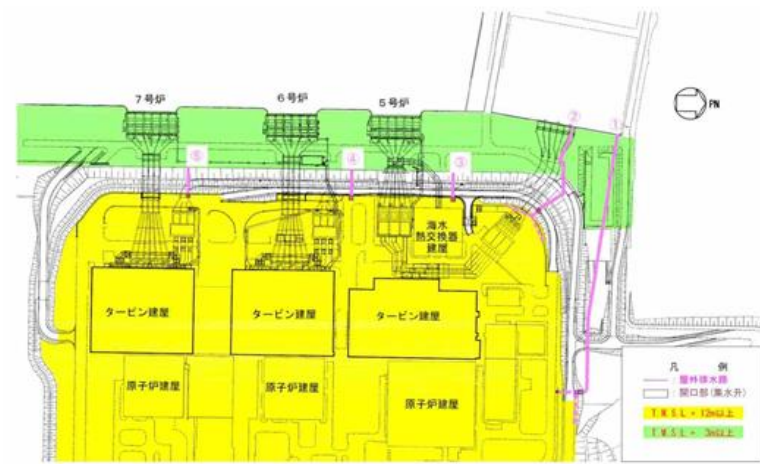 ７号炉
６号炉
５号炉
②
①
PN
⑤
④
③
海水
熱交換器
建屋
タービン建屋
タービン建屋
タービン建屋
原子炉建屋
原子炉建屋
原子炉建屋
凡　例
：屋外排水路
：開口部(集水升)
T.M.S.L.+ 12m以上
T.M.S.L.+ 3m以上